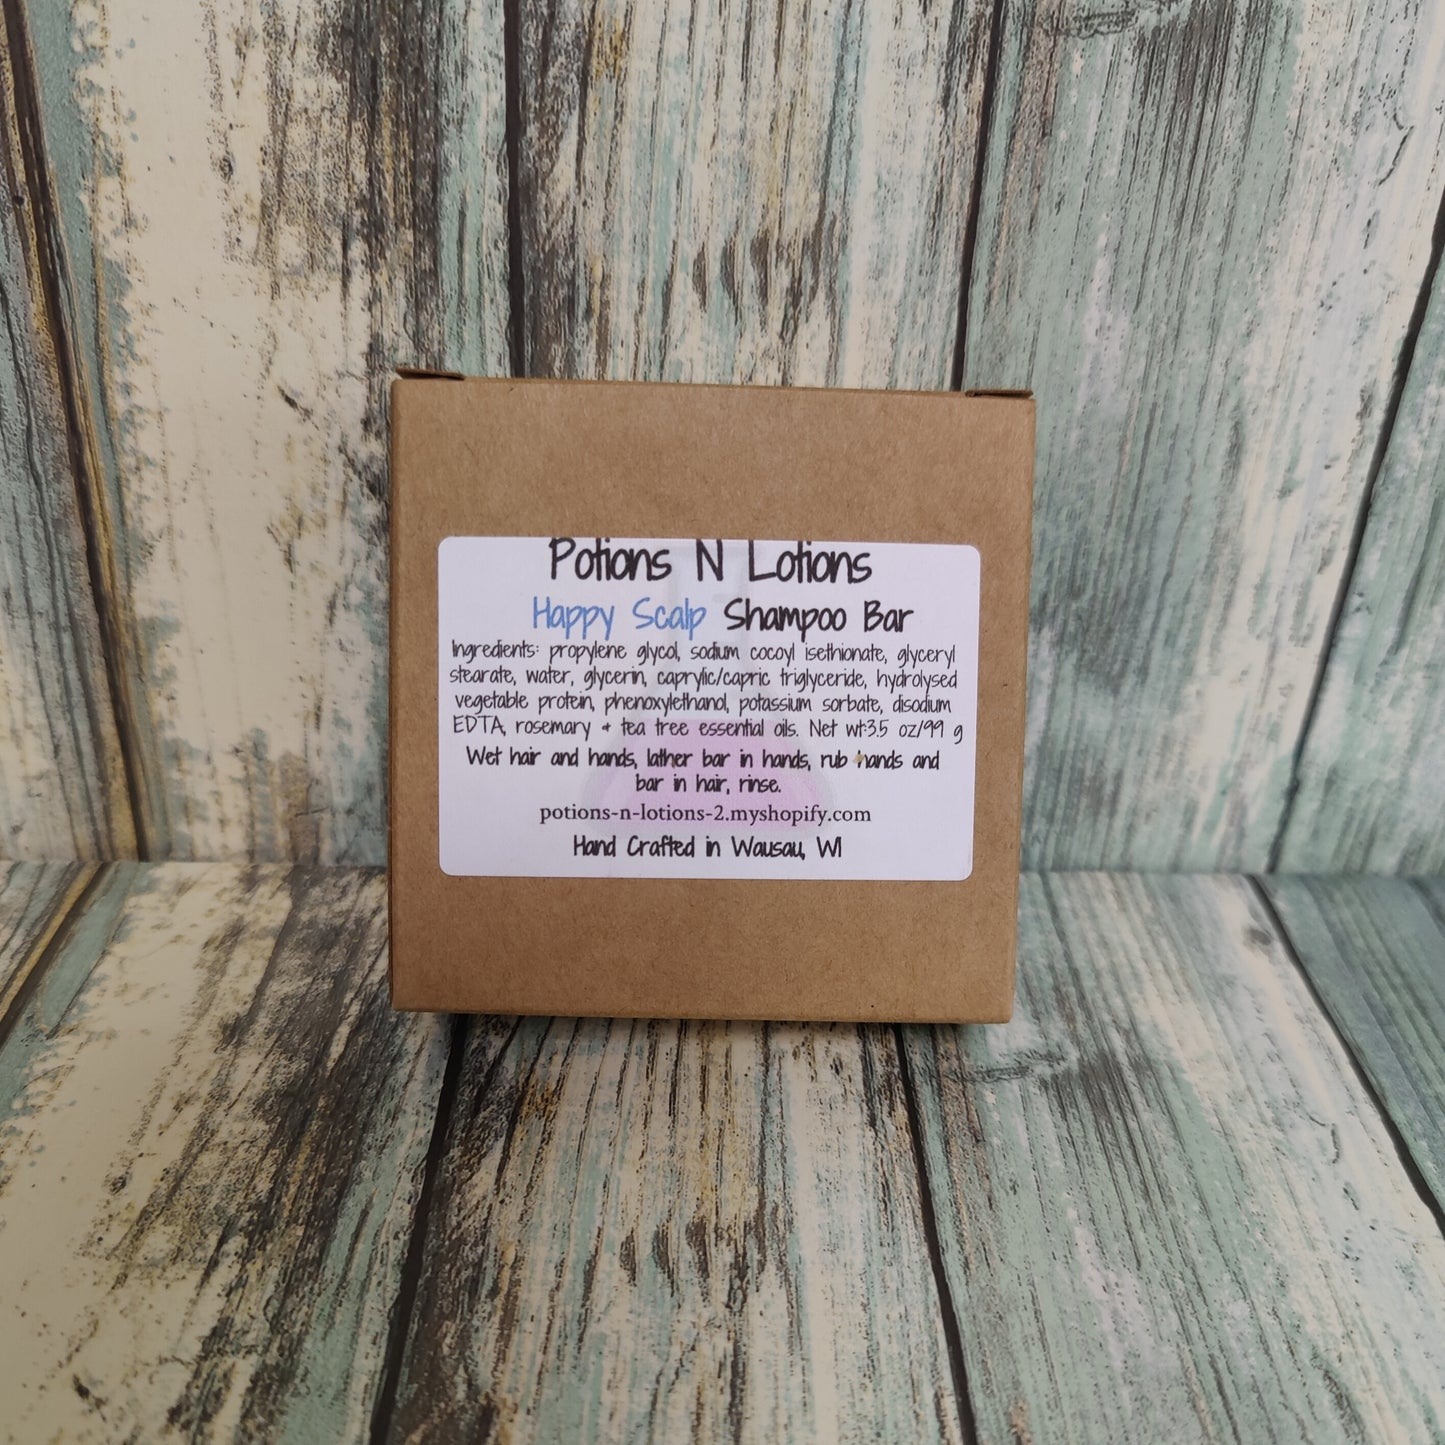 Potions N Lotions
Happy Scalp Shampoo Bar
Ingredients: propylene glycol, sodium cocoyl isethionate, glyceryl
stearate, water, glycerin, caprylic/capric triglyceride, hydrolysed
vegetable protein, phenoxylethanol, potassium sorbate, disodium
EDTA, rosemary + tea tree essential oils. Net wt:3.5 oz/99 g
Wet hair and hands, lather bar in hands, rub hands and
bar in hair, rinse.
potions-n-lotions-2.myshopify.com
Hand Crafted in Wausau, WI